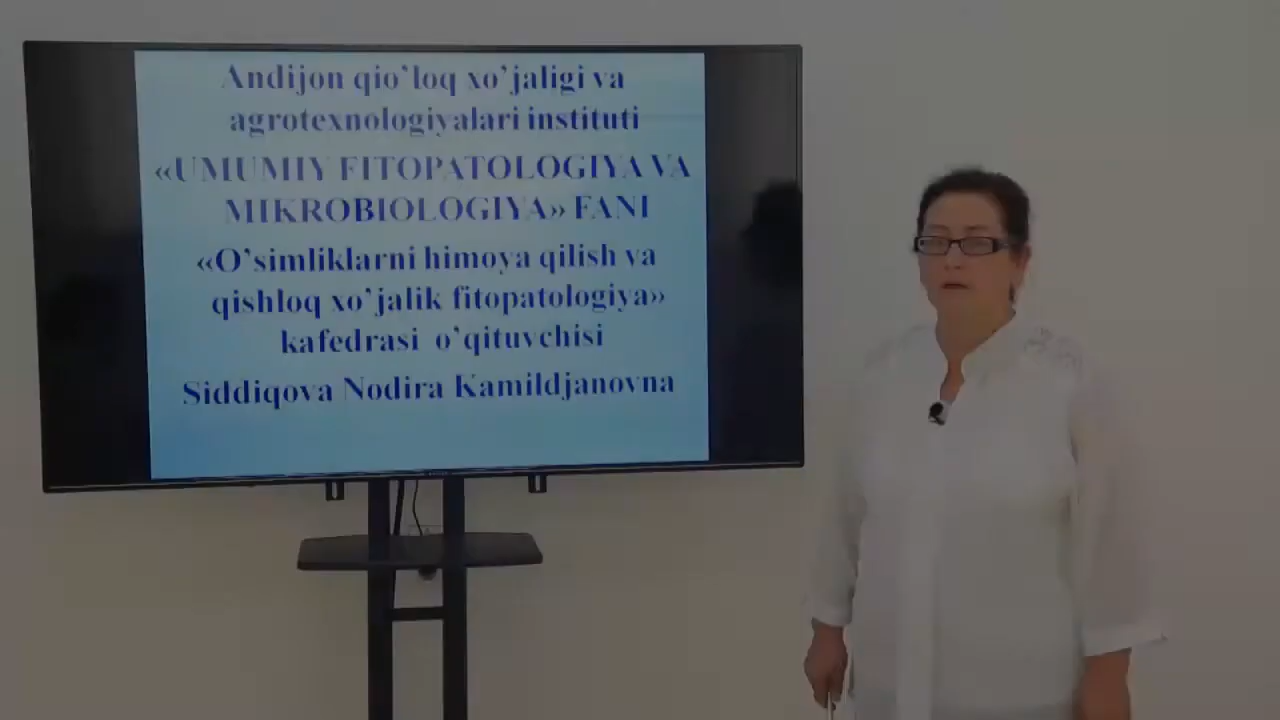 Andijon qio’loq xo’jaligi va
agrotexnologiyalari instituti
«UMUMIY FITOPATOLOGIYA VA
MIKROBIOLOGIYA» FANI
«O’simliklarni himoya qilish va
qishloq xo’jalik fitopatologiya»
kafedrasi o’qituvchisi
Siddiqova Nodira Kamildjanovna